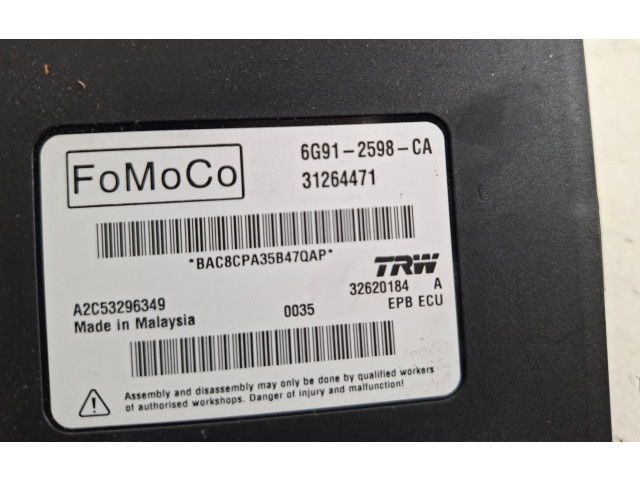 FoMoCo
6G91-2598-CA
31264471
*BAC8CPA35B47QAP*
TRW
32620184 A
A2C53296349
Made in Malaysia
0035
EPB ECU
Assembly and disassembly may only be done by qualified workers
of authorised workshops. Danger of injury and malfunction!